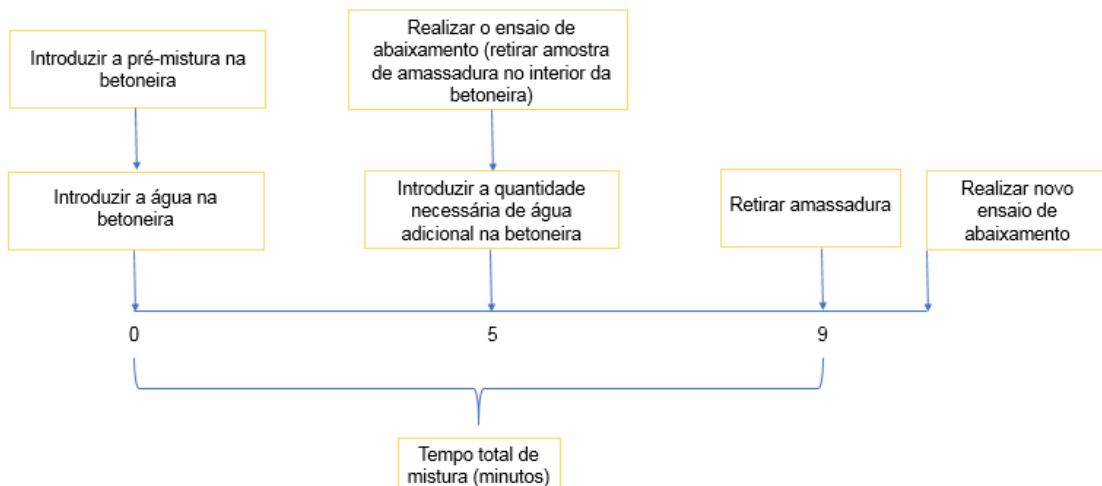 Introduzir a pré-mistura na
betoneira
Introduzir a água na
betoneira
Realizar o ensaio de
abaixamento (retirar amostra
de amassadura no interior da
betoneira)
Introduzir a quantidade
necessária de água
adicional na betoneira
Retirar amassadura
Realizar novo
ensaio de
abaixamento
0
5
9
Tempo total de
mistura (minutos)